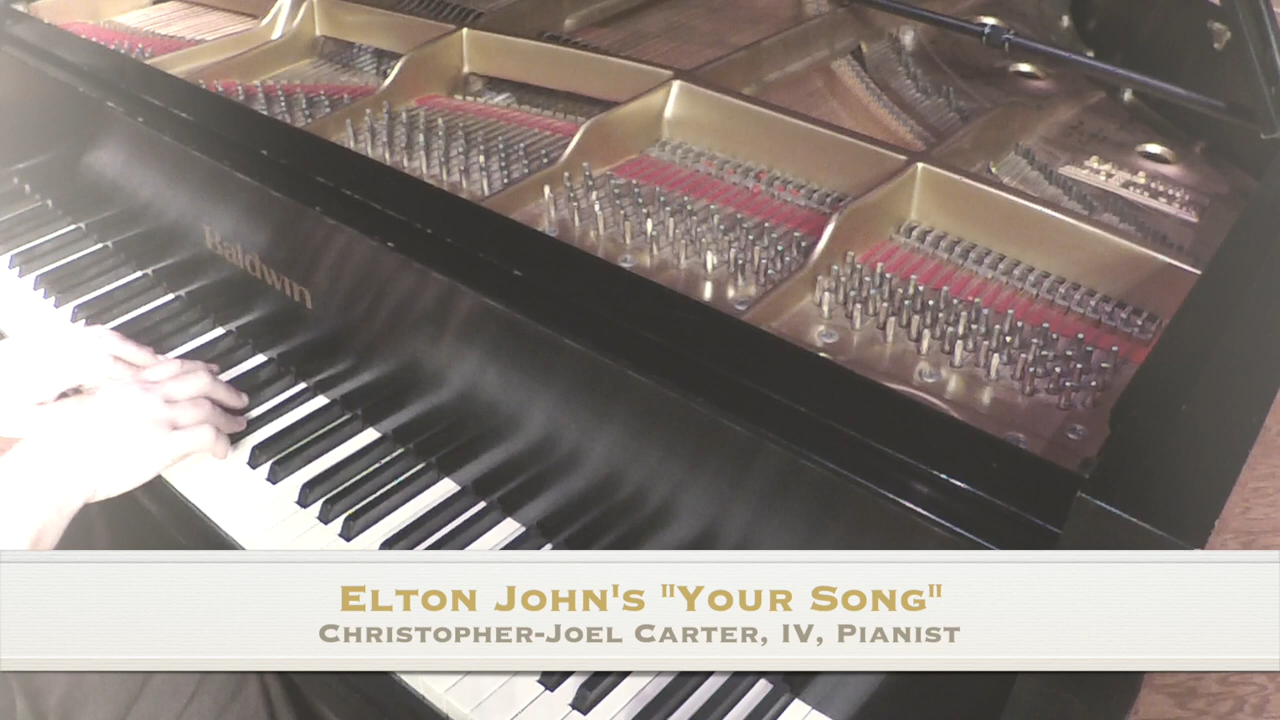 Baldwin
Elton John's "Your Song"
Christopher-Joel Carter, IV, Pianist